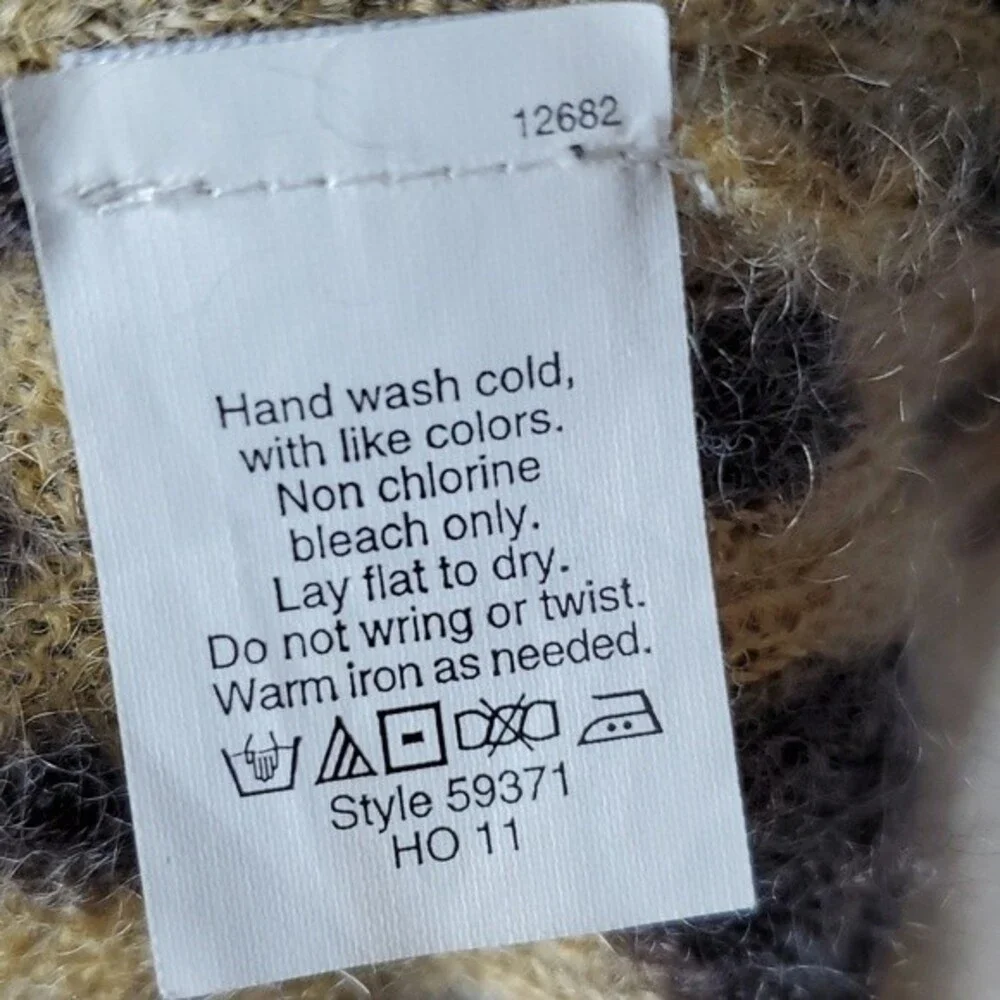 12682
Hand wash cold,
with like colors.
Non chlorine
bleach only.
Lay flat to dry.
Do not wring or twist.
Warm iron as needed.
Style 59371
HO 11